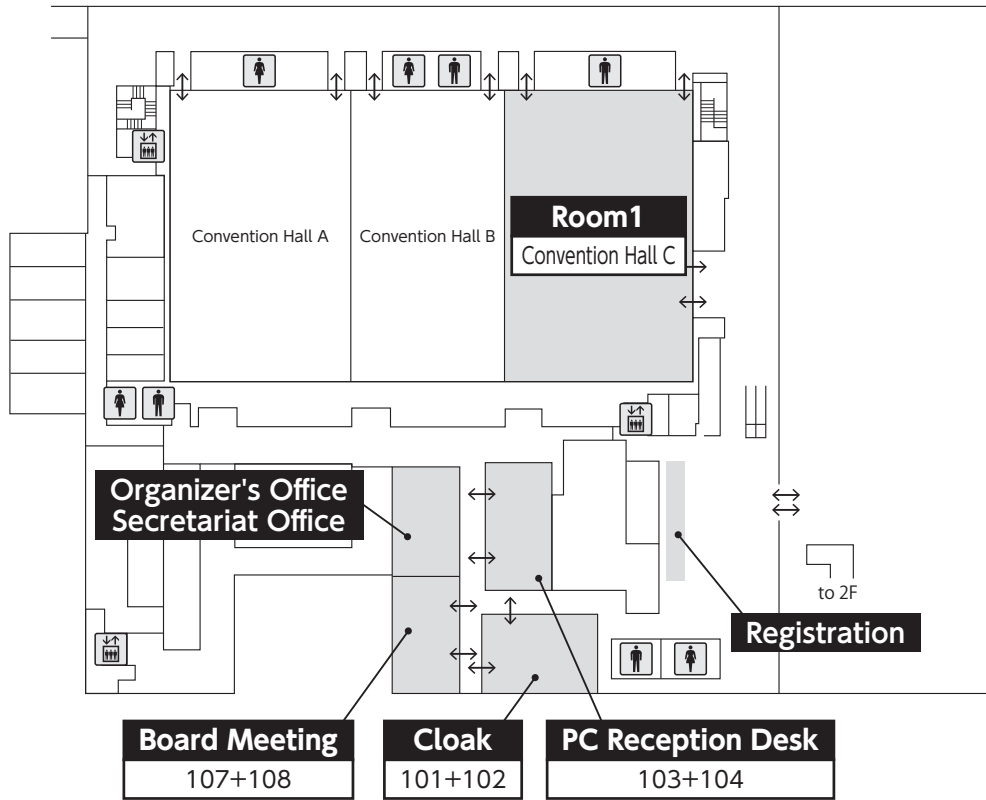 Room1
Convention Hall A
Convention Hall B
Convention Hall C
Organizer's Office
Secretariat Office
to 2F
Registration
Board Meeting
107+108
Cloak
101+102
PC Reception Desk
103+104